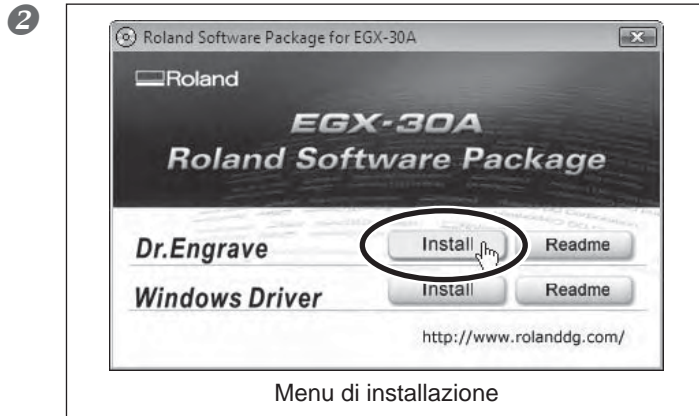 2
Roland Software Package for EGX-30A
Roland
EGX-30A
Roland Software Package
Dr.Engrave Install Readme
Windows Driver Install Readme
http://www.rolanddg.com/
Menu di installazione